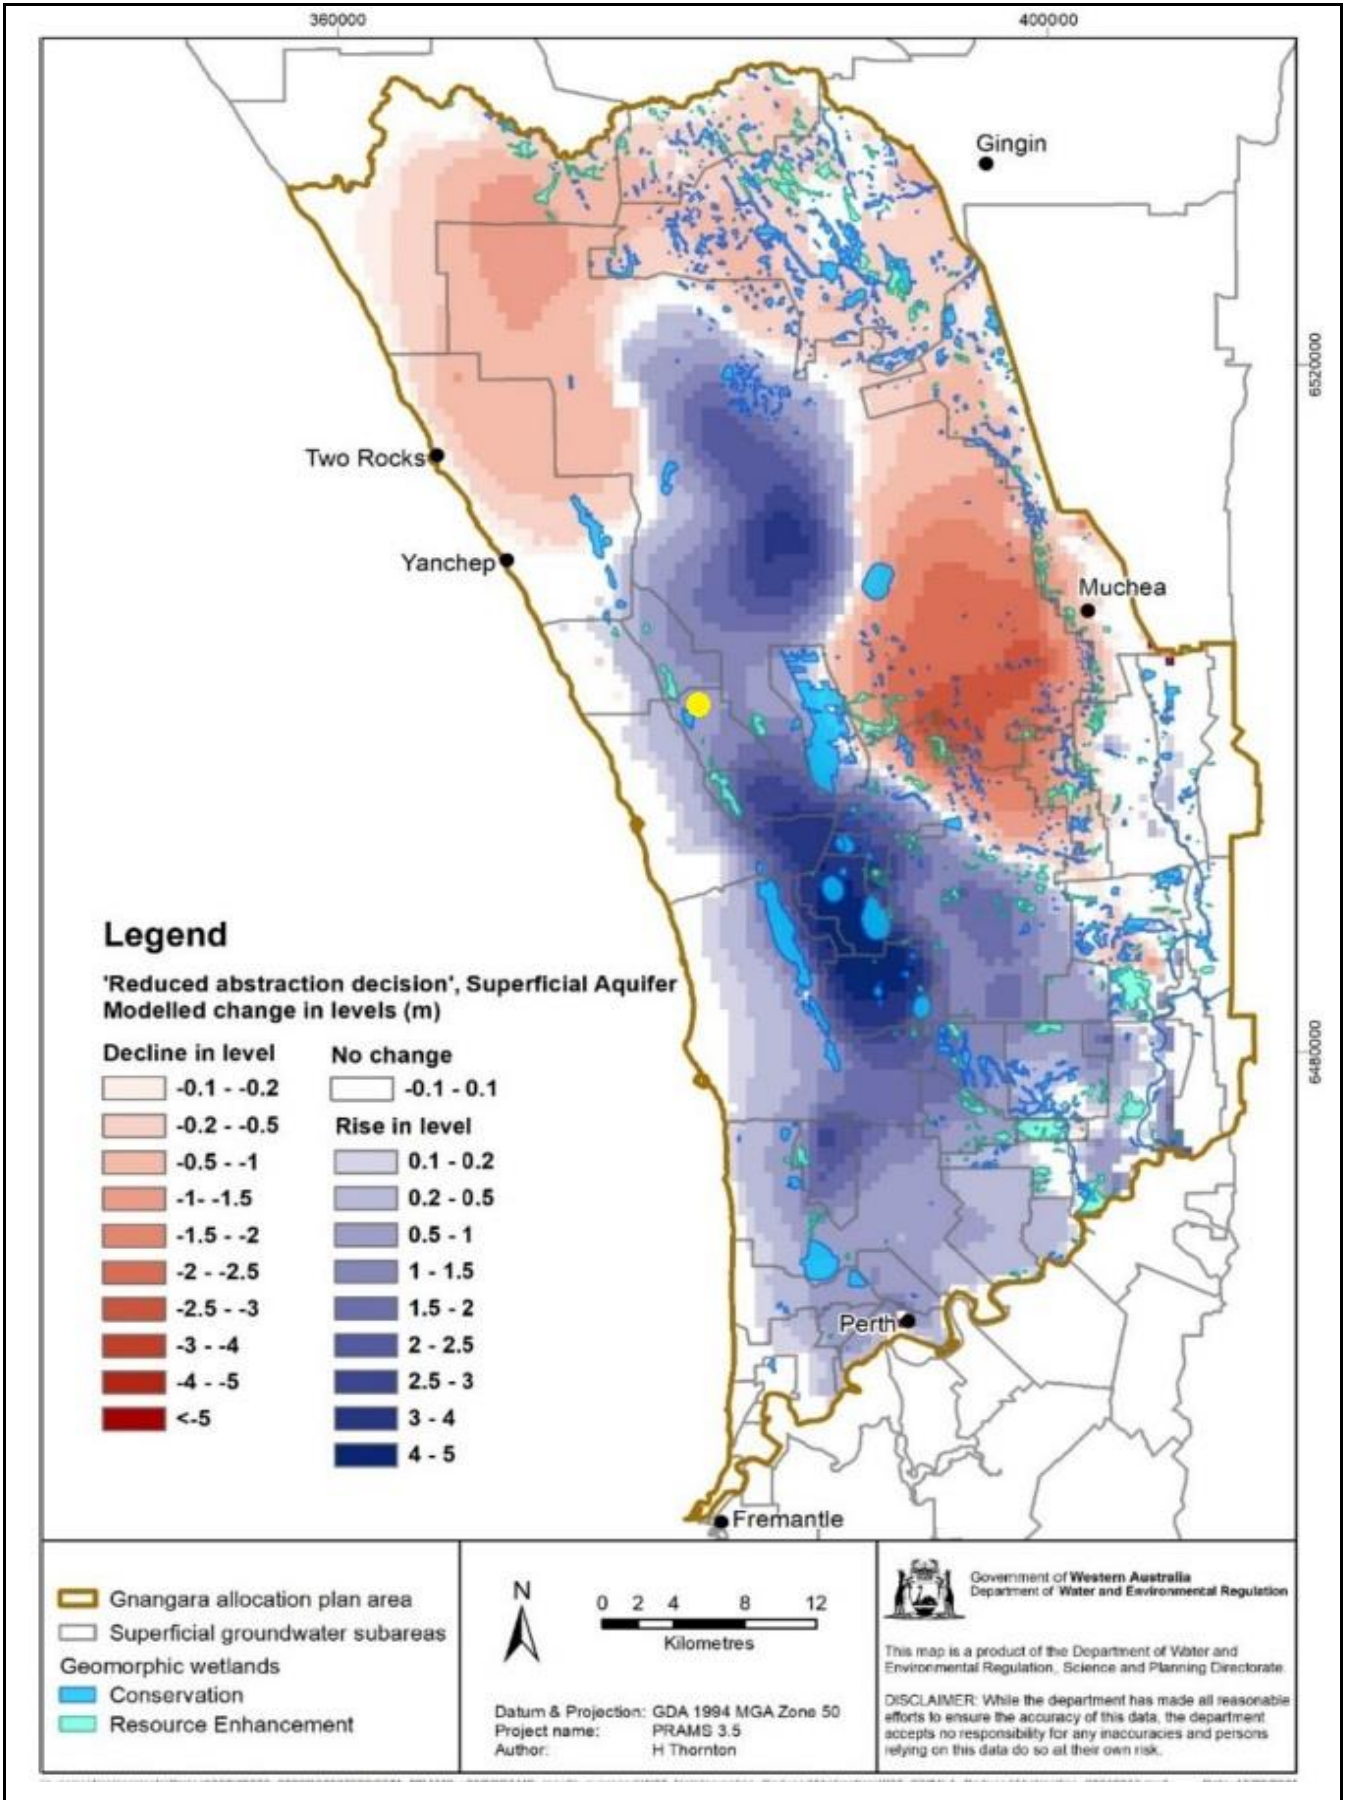 360000
400000
Gingin
6520000
Two Rocks
Yanchep
Muchea
Legend
'Reduced abstraction decision', Superficial Aquifer
Modelled change in levels (m)
Decline in level
-0.1 - -0.2
-0.2 - -0.5
-0.5 - -1
-1- -1.5
-1.5 - -2
-2 - -2.5
-2.5 - -3
-3 - -4
-4 - -5
<-5
No change
-0.1 - 0.1
Rise in level
0.1 - 0.2
0.2 - 0.5
0.5 - 1
1 - 1.5
1.5 - 2
2 - 2.5
2.5 - 3
3 - 4
4 - 5
6480000
Perth
Fremantle
Gnangara allocation plan area
Superficial groundwater subareas
Geomorphic wetlands
Conservation
Resource Enhancement
N
0 2 4 8 12
Kilometres
Datum & Projection: GDA 1994 MGA Zone 50
Project name: PRAMS 3.5
Author: H Thornton
Government of Western Australia
Department of Water and Environmental Regulation
This map is a product of the Department of Water and
Environmental Regulation, Science and Planning Directorate.
DISCLAIMER: While the department has made all reasonable
efforts to ensure the accuracy of this data, the department
accepts no responsibility for any inaccuracies and persons
relying on this data do so at their own risk.